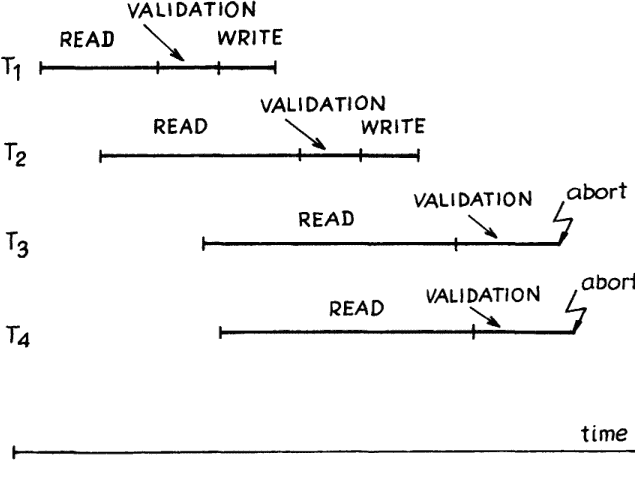 VALIDATION
READ WRITE
T1
VALIDATION
READ WRITE
T2
abort
VALIDATION
READ
T3
abort
VALIDATION
READ
T4
time